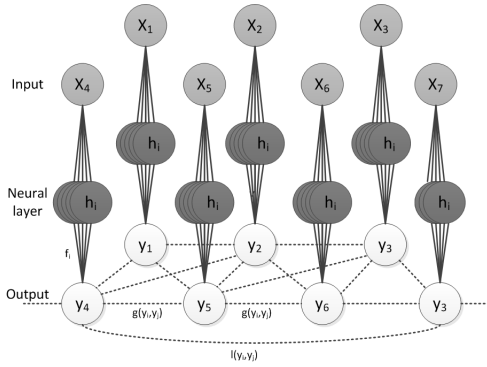 X1 X2 X3
Input X4 X5 X6 X7
hi hi hi
Neural
layer hi hi hi hi
y1 y2 y3
fi
Output y4 y5 y6 y3
g(yi,yj) g(yi,yj)
l(yi,yj)